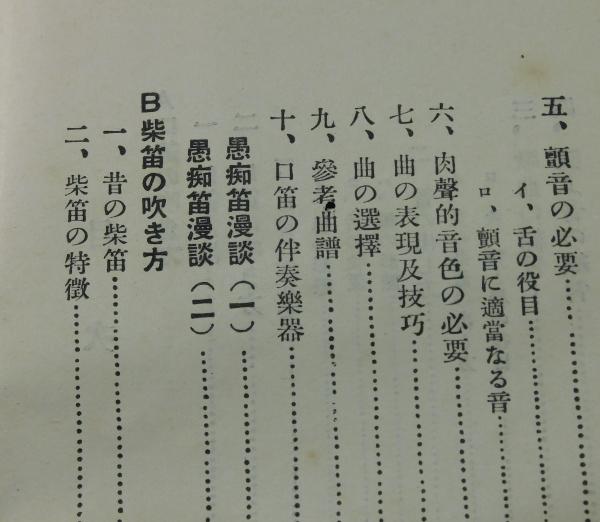 五、顫音の必要
イ、舌の役目
ロ、顫音に適當なる音
六、肉聲的音色の必要
七、曲の表現及技巧
八、曲の選擇
九、參考曲譜
十、口笛の伴奏樂器
愚痴笛漫談（一）
愚痴笛漫談（二）
B 柴笛の吹き方
一、昔の柴笛
二、柴笛の特徴